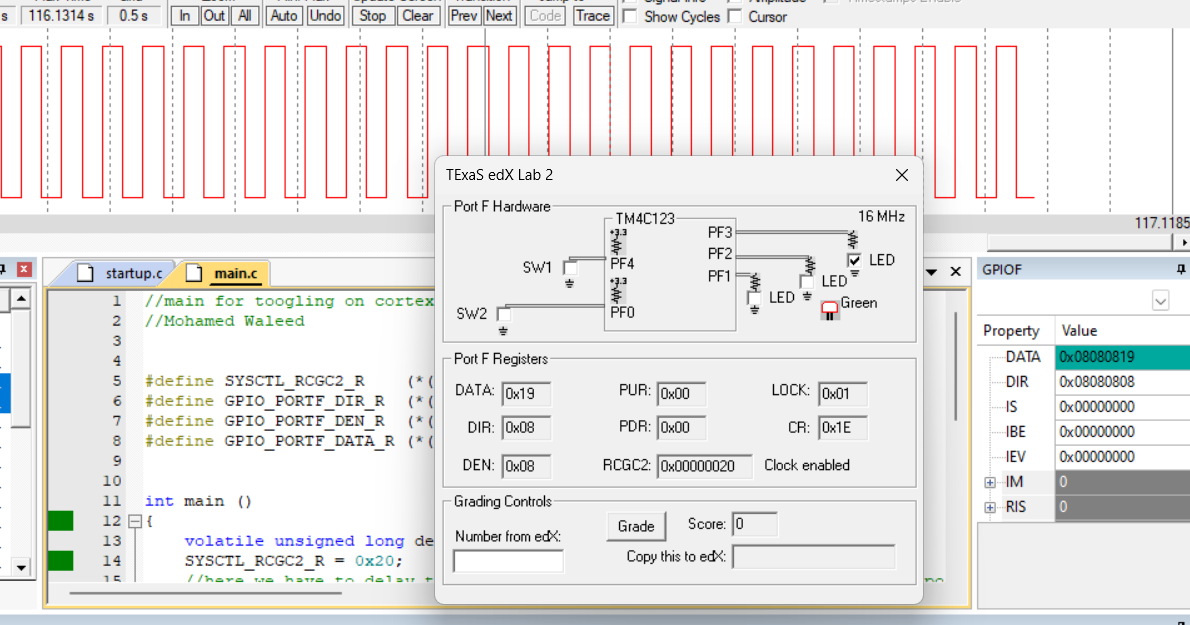 s 116.1314 s 0.5 s In Out All Auto Undo Stop Clear Prev Next Code Trace
Show Cycles Cursor
117.1185
startup.c main.c
1 //main for toogling on cortex
2 //Mohamed Waleed
3
4
5 #define SYSCTL_RCGC2_R (*(
6 #define GPIO_PORTF_DIR_R (*(
7 #define GPIO_PORTF_DEN_R (*(
8 #define GPIO_PORTF_DATA_R (*(
9
10
11 int main ()
12 {
13 volatile unsigned long de
14 SYSCTL_RCGC2_R = 0x20;
15 //here we have to delay
TExaS edX Lab 2
Port F Hardware
16 MHz
TM4C123
+3.3
PF3
PF2
PF1
SW1
PF4
+3.3
SW2
PF0
LED
LED
LED
Green
Port F Registers
DATA: 0x19 PUR: 0x00 LOCK: 0x01
DIR: 0x08 PDR: 0x00 CR: 0x1E
DEN: 0x08 RCGC2: 0x00000020 Clock enabled
Grading Controls
Number from edX:
Grade Score: 0
Copy this to edX:
GPIOF
Property Value
DATA 0x08080819
DIR 0x08080808
IS 0x00000000
IBE 0x00000000
IEV 0x00000000
IM 0
RIS 0